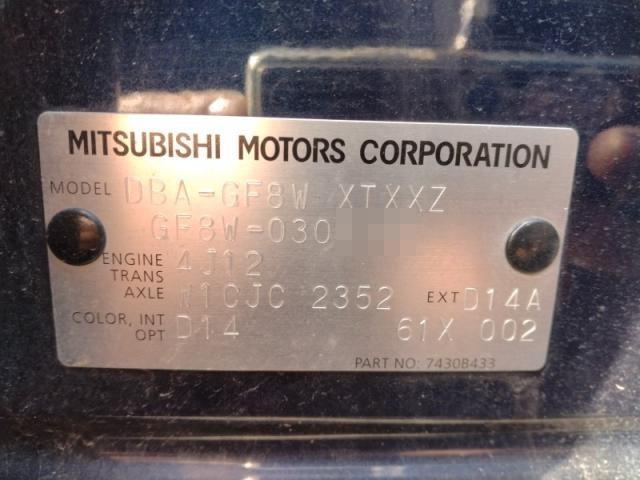 MITSUBISHI MOTORS CORPORATION
MODEL DBA-GF8W XTXXZ
GF8W-030
ENGINE 4J12
TRANS
AXLE W1CJC 2352 EXT D14A
COLOR, INT D14 61X 002
OPT
PART NO: 7430B433